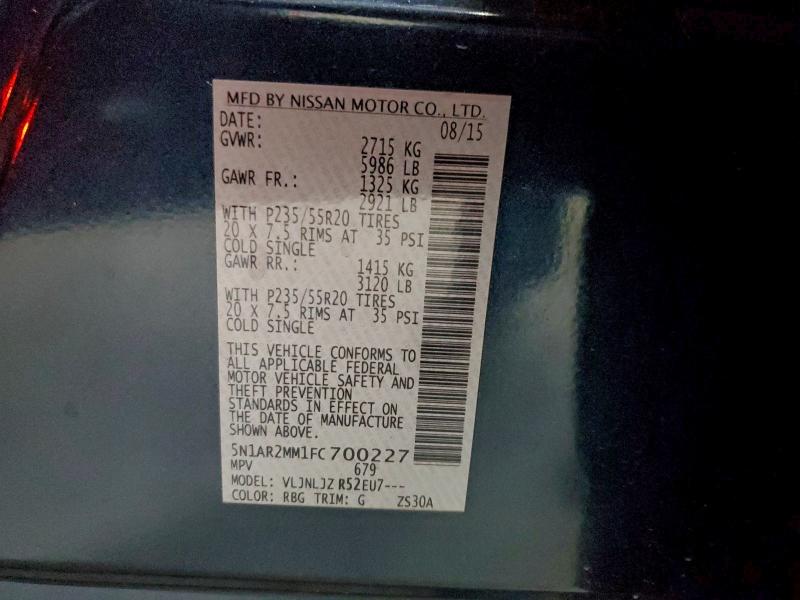 MFD BY NISSAN MOTOR CO., LTD.
DATE: 08/15
GVWR: 2715 KG
5986 LB
GAWR FR.: 1325 KG
2921 LB
WITH P235/55R20 TIRES
20 X 7.5 RIMS AT 35 PSI
COLD SINGLE
GAWR RR.: 1415 KG
3120 LB
WITH P235/55R20 TIRES
20 X 7.5 RIMS AT 35 PSI
COLD SINGLE
THIS VEHICLE CONFORMS TO
ALL APPLICABLE FEDERAL
MOTOR VEHICLE SAFETY AND
THEFT PREVENTION
STANDARDS IN EFFECT ON
THE DATE OF MANUFACTURE
SHOWN ABOVE.
5N1AR2MM1FC700227
MPV 679
MODEL: VLJNLJZ R52EU7---
COLOR: RBG TRIM: G ZS30A